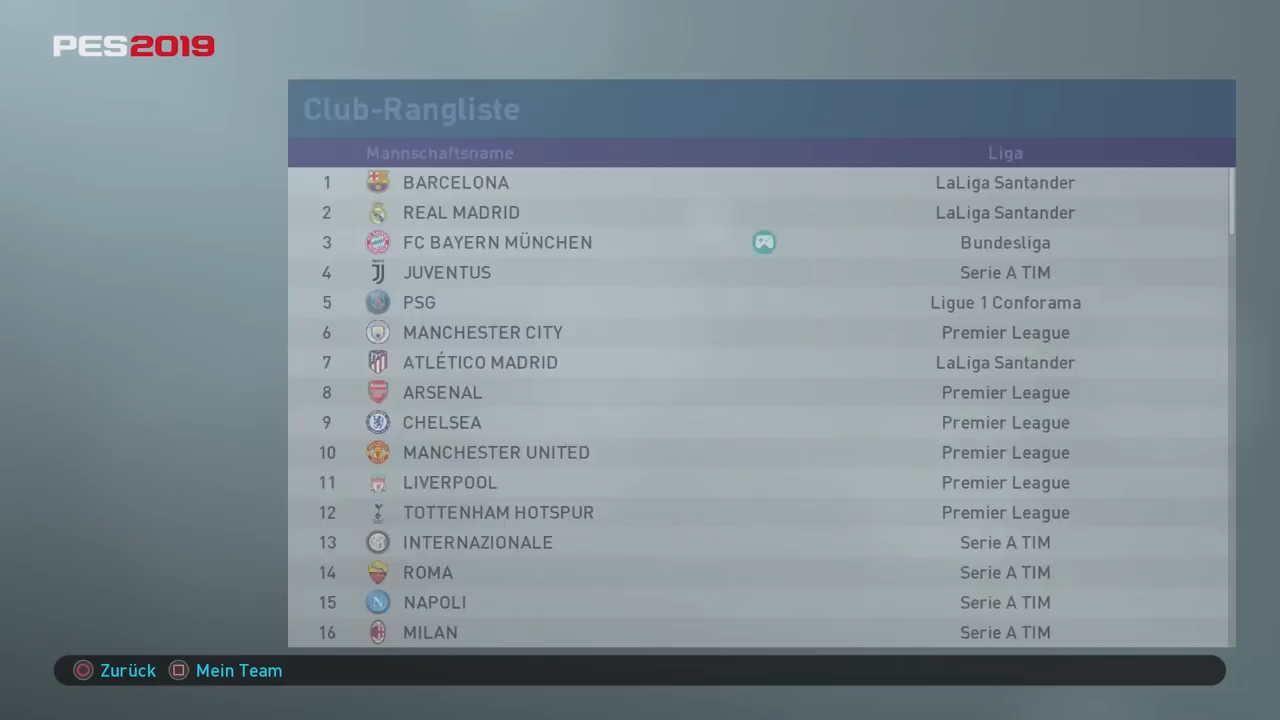 PES2019
Club-Rangliste
Mannschaftsname Liga
1 BARCELONA LaLiga Santander
2 REAL MADRID LaLiga Santander
3 FC BAYERN MÜNCHEN Bundesliga
4 JUVENTUS Serie A TIM
5 PSG Ligue 1 Conforama
6 MANCHESTER CITY Premier League
7 ATLÉTICO MADRID LaLiga Santander
8 ARSENAL Premier League
9 CHELSEA Premier League
10 MANCHESTER UNITED Premier League
11 LIVERPOOL Premier League
12 TOTTENHAM HOTSPUR Premier League
13 INTERNAZIONALE Serie A TIM
14 ROMA Serie A TIM
15 NAPOLI Serie A TIM
16 MILAN Serie A TIM
Zurück Mein Team